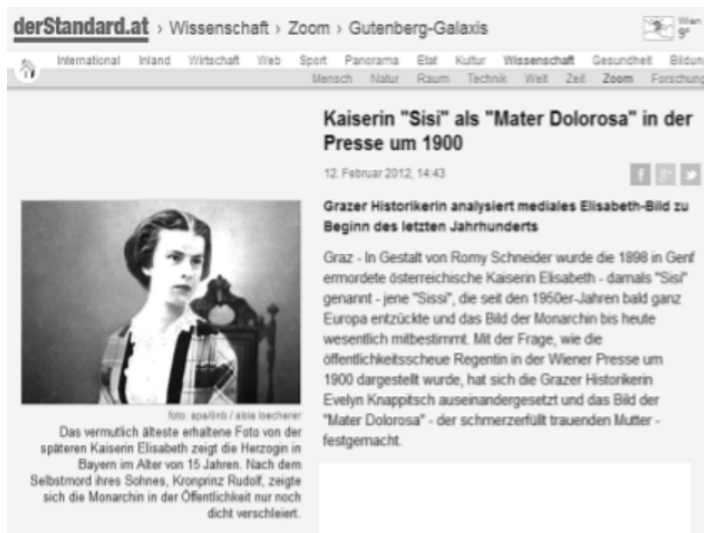 derStandard.at › Wissenschaft › Zoom › Gutenberg-Galaxis
Wien
9°
International Inland Wirtschaft Web Sport Panorama Etat Kultur Wissenschaft Gesundheit Bildung
Mensch Natur Raum Technik Welt Zeit Zoom Forschung
Kaiserin "Sisi" als "Mater Dolorosa" in der
Presse um 1900
12. Februar 2012, 14:43
Grazer Historikerin analysiert mediales Elisabeth-Bild zu
Beginn des letzten Jahrhunderts
Graz - In Gestalt von Romy Schneider wurde die 1898 in Genf
ermordete österreichische Kaiserin Elisabeth - damals "Sisi"
genannt - jene "Sissi", die seit den 1950er-Jahren bald ganz
Europa entzückte und das Bild der Monarchin bis heute
wesentlich mitbestimmt. Mit der Frage, wie die
öffentlichkeitsscheue Regentin in der Wiener Presse um
1900 dargestellt wurde, hat sich die Grazer Historikerin
Evelyn Knappitsch auseinandergesetzt und das Bild der
"Mater Dolorosa" - der schmerzerfüllt trauenden Mutter -
festgemacht.
foto: apa/önb / alois loecherer
Das vermutlich älteste erhaltene Foto von der
späteren Kaiserin Elisabeth zeigt die Herzogin in
Bayern im Alter von 15 Jahren. Nach dem
Selbstmord ihres Sohnes, Kronprinz Rudolf, zeigte
sich die Monarchin in der Öffentlichkeit nur noch
dicht verschleiert.